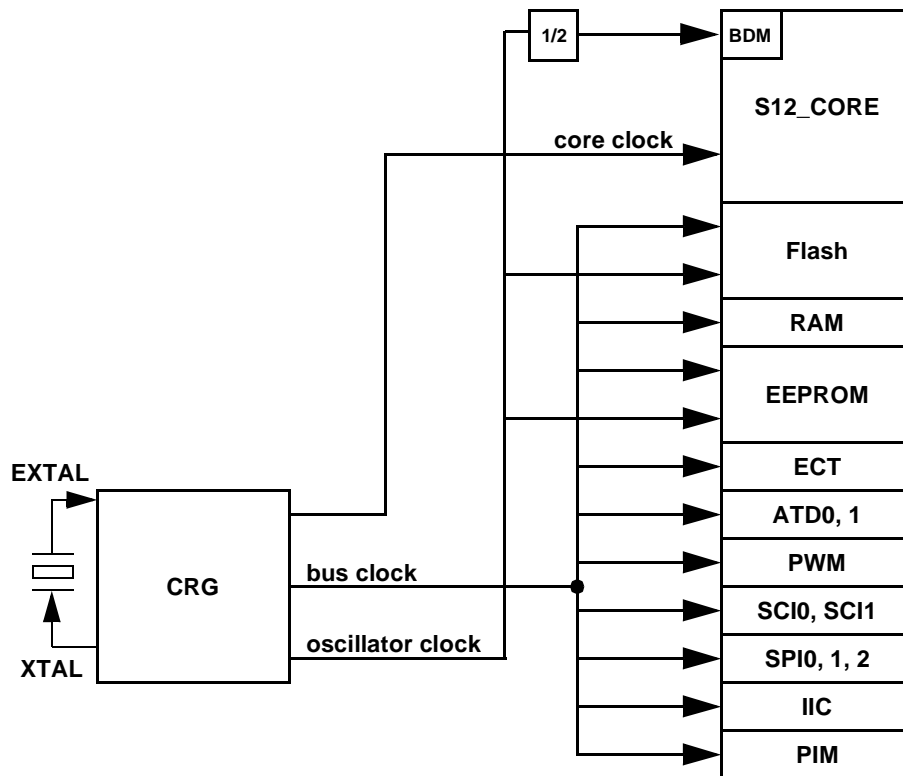 1/2
BDM
S12_CORE
core clock
Flash
RAM
EEPROM
EXTAL
ECT
ATD0, 1
PWM
CRG
bus clock
SCI0, SCI1
oscillator clock
XTAL
SPI0, 1, 2
IIC
PIM